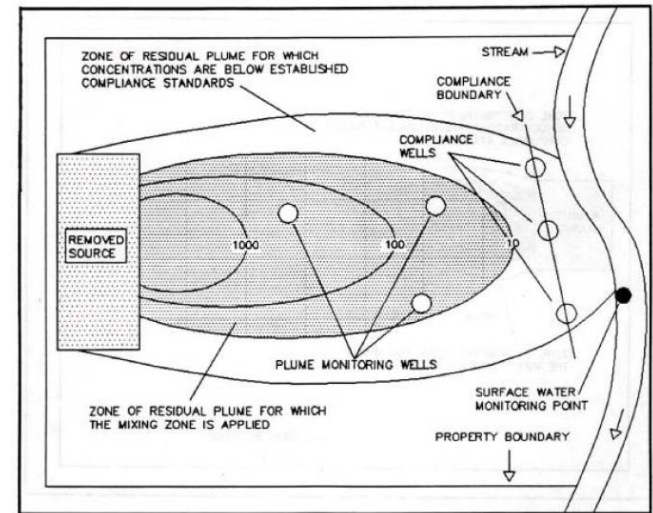 ZONE OF RESIDUAL PLUME FOR WHICH
CONCENTRATIONS ARE BELOW ESTABLISHED
COMPLIANCE STANDARDS
STREAM
COMPLIANCE
BOUNDARY
COMPLIANCE
WELLS
REMOVED
SOURCE
1000
100
10
PLUME MONITORING WELLS
SURFACE WATER
MONITORING POINT
ZONE OF RESIDUAL PLUME FOR WHICH
THE MIXING ZONE IS APPLIED
PROPERTY BOUNDARY